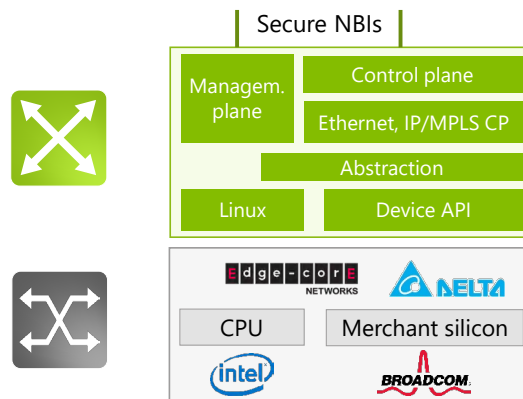 Secure NBIs
Managem.
plane
Control plane
Ethernet, IP/MPLS CP
Abstraction
Linux
Device API
Edge-corE
NETWORKS
DELTA
CPU
Merchant silicon
intel
BROADCOM